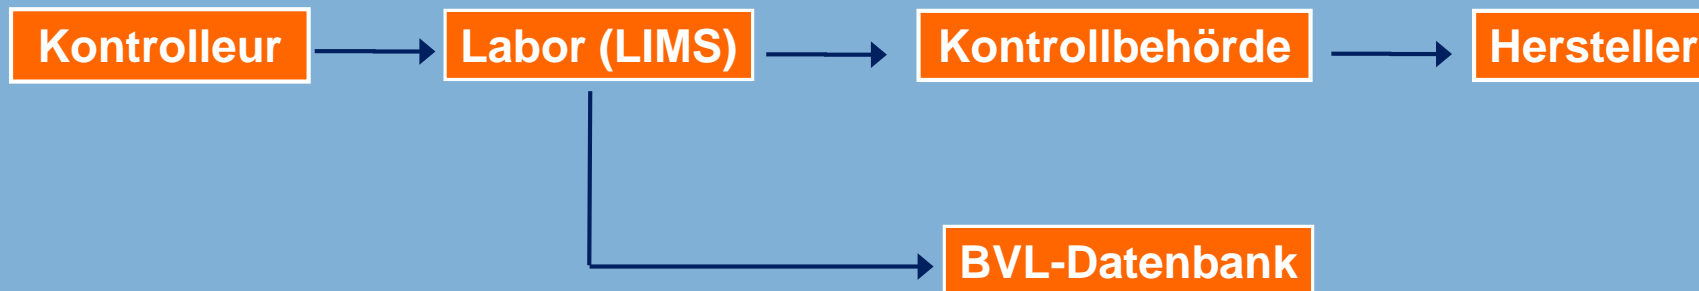 Kontrolleur
Labor (LIMS)
Kontrollbehörde
Hersteller
BVL-Datenbank